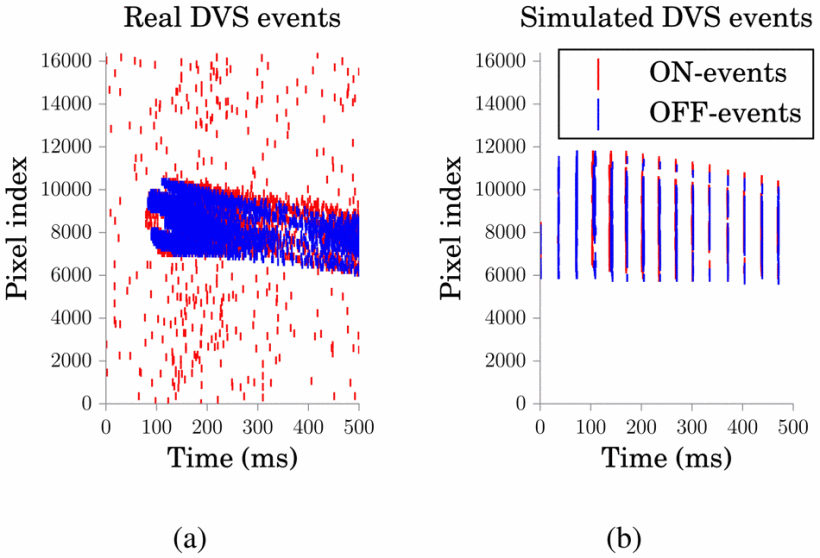 Real DVS events
Simulated DVS events
16000
14000
12000
10000
8000
6000
4000
2000
0
Pixel index
0 100 200 300 400 500
Time (ms)
(a)
16000
14000
12000
10000
8000
6000
4000
2000
0
Pixel index
ON-events
OFF-events
0 100 200 300 400 500
Time (ms)
(b)